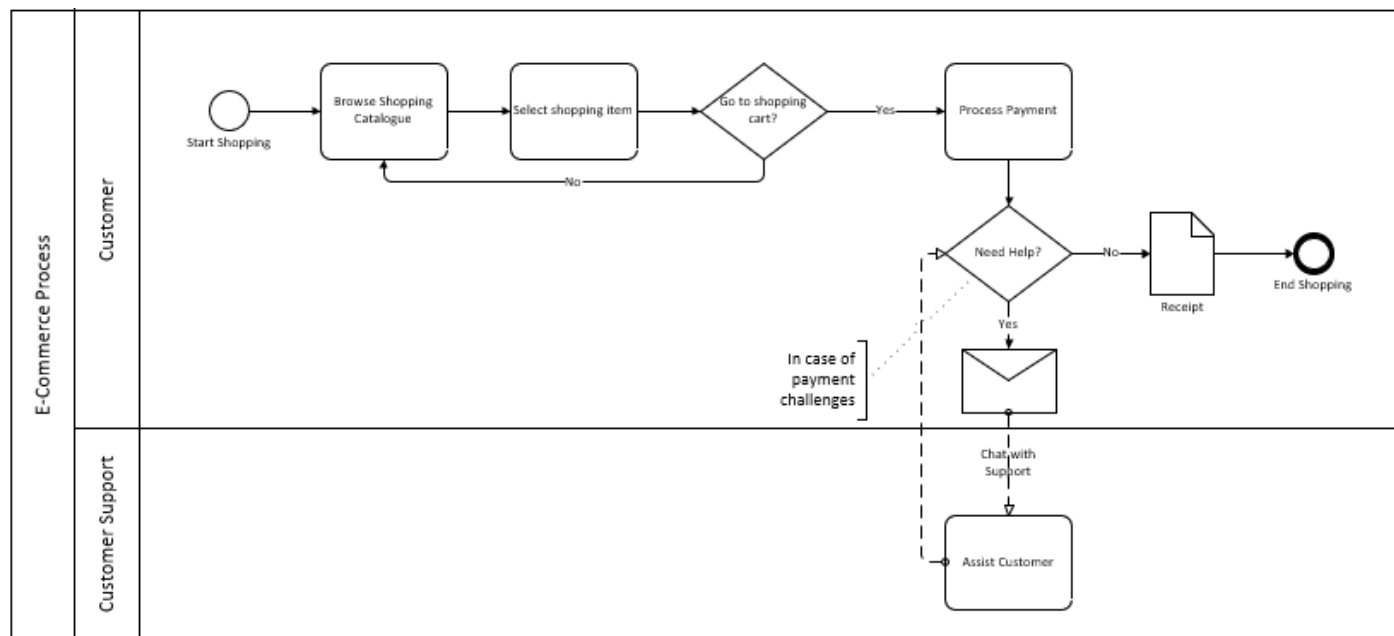 E-Commerce Process
Customer
Start Shopping
Browse Shopping
Catalogue
Select shopping item
Go to shopping
cart?
Yes
No
Process Payment
Need Help?
No
Receipt
End Shopping
Yes
In case of
payment
challenges
Customer Support
Chat with
Support
Assist Customer